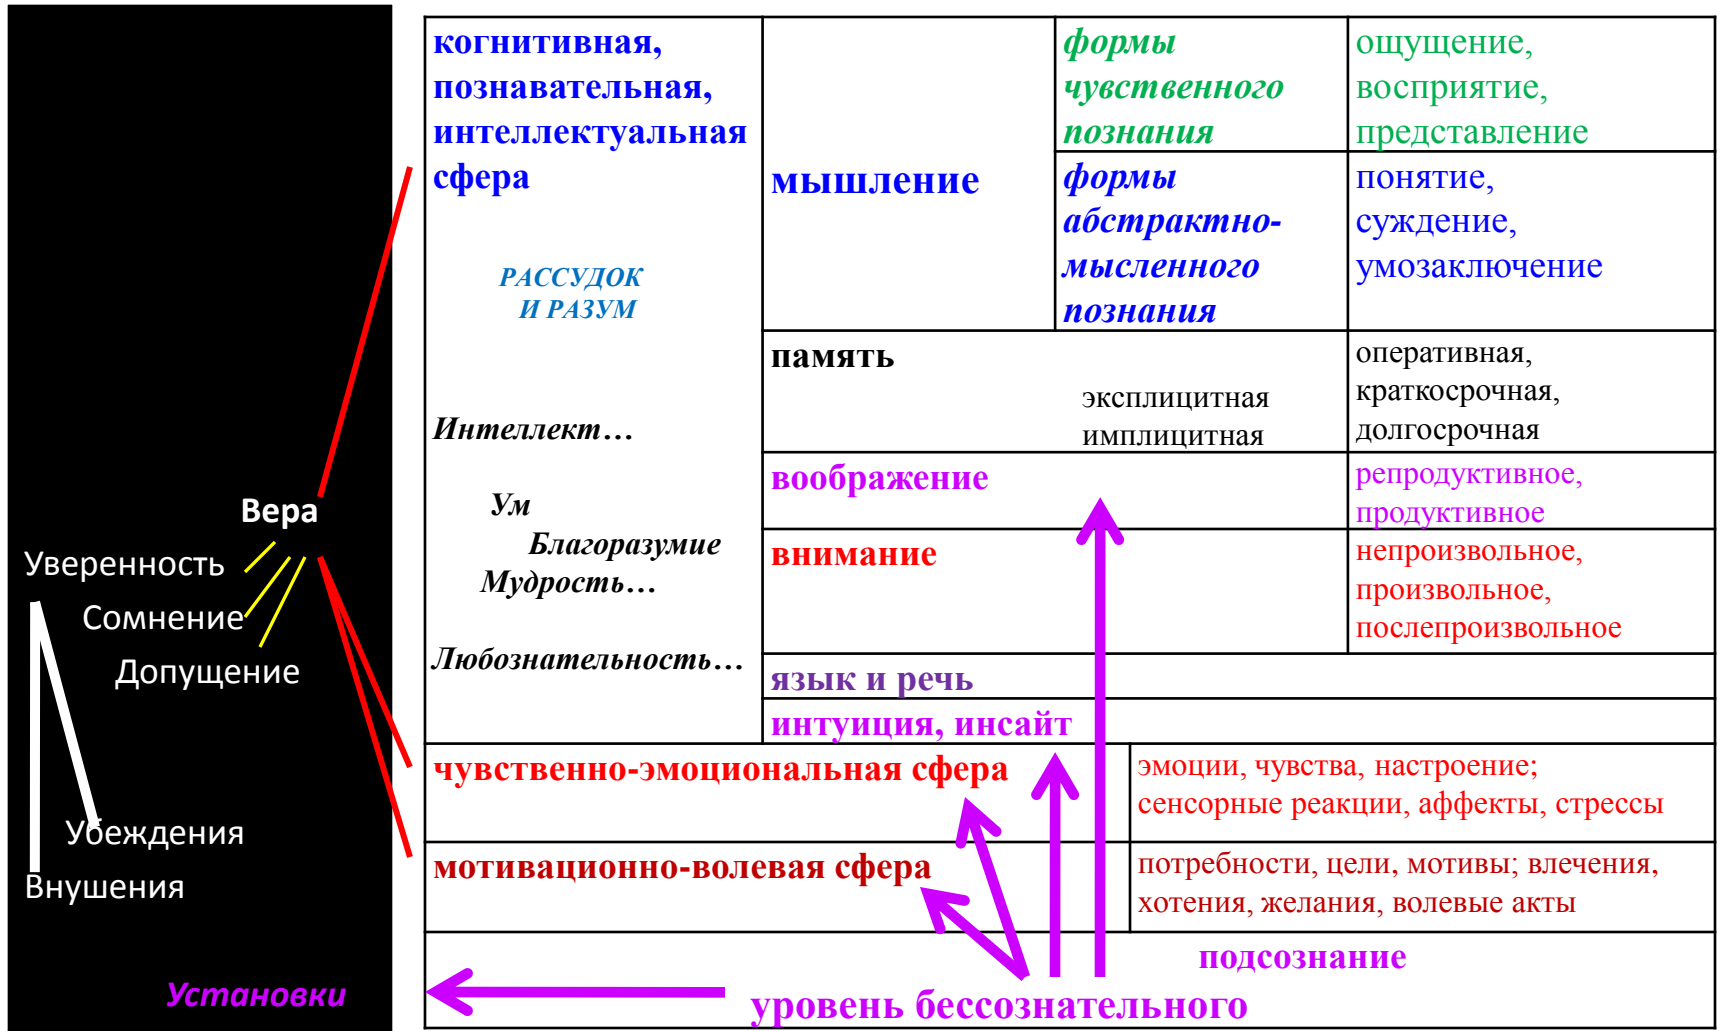 когнитивная,
познавательная,
интеллектуальная
сфера
РАССУДОК
И РАЗУМ
Интеллект...
Ум
Благоразумие
Мудрость...
Любознательность...
мышление
формы
чувственного
познания
ощущение,
восприятие,
представление
формы
абстрактно-
мысленного
познания
понятие,
суждение,
умозаключение
память
эксплицитная
имплицитная
оперативная,
краткосрочная,
долгосрочная
воображение
репродуктивное,
продуктивное
внимание
непроизвольное,
произвольное,
послепроизвольное
язык и речь
интуиция, инсайт
чувственно-эмоциональная сфера
эмоции, чувства, настроение;
сенсорные реакции, аффекты, стрессы
мотивационно-волевая сфера
потребности, цели, мотивы; влечения,
хотения, желания, волевые акты
подсознание
уровень бессознательного
Вера
Уверенность
Сомнение
Допущение
Убеждения
Внушения
Установки